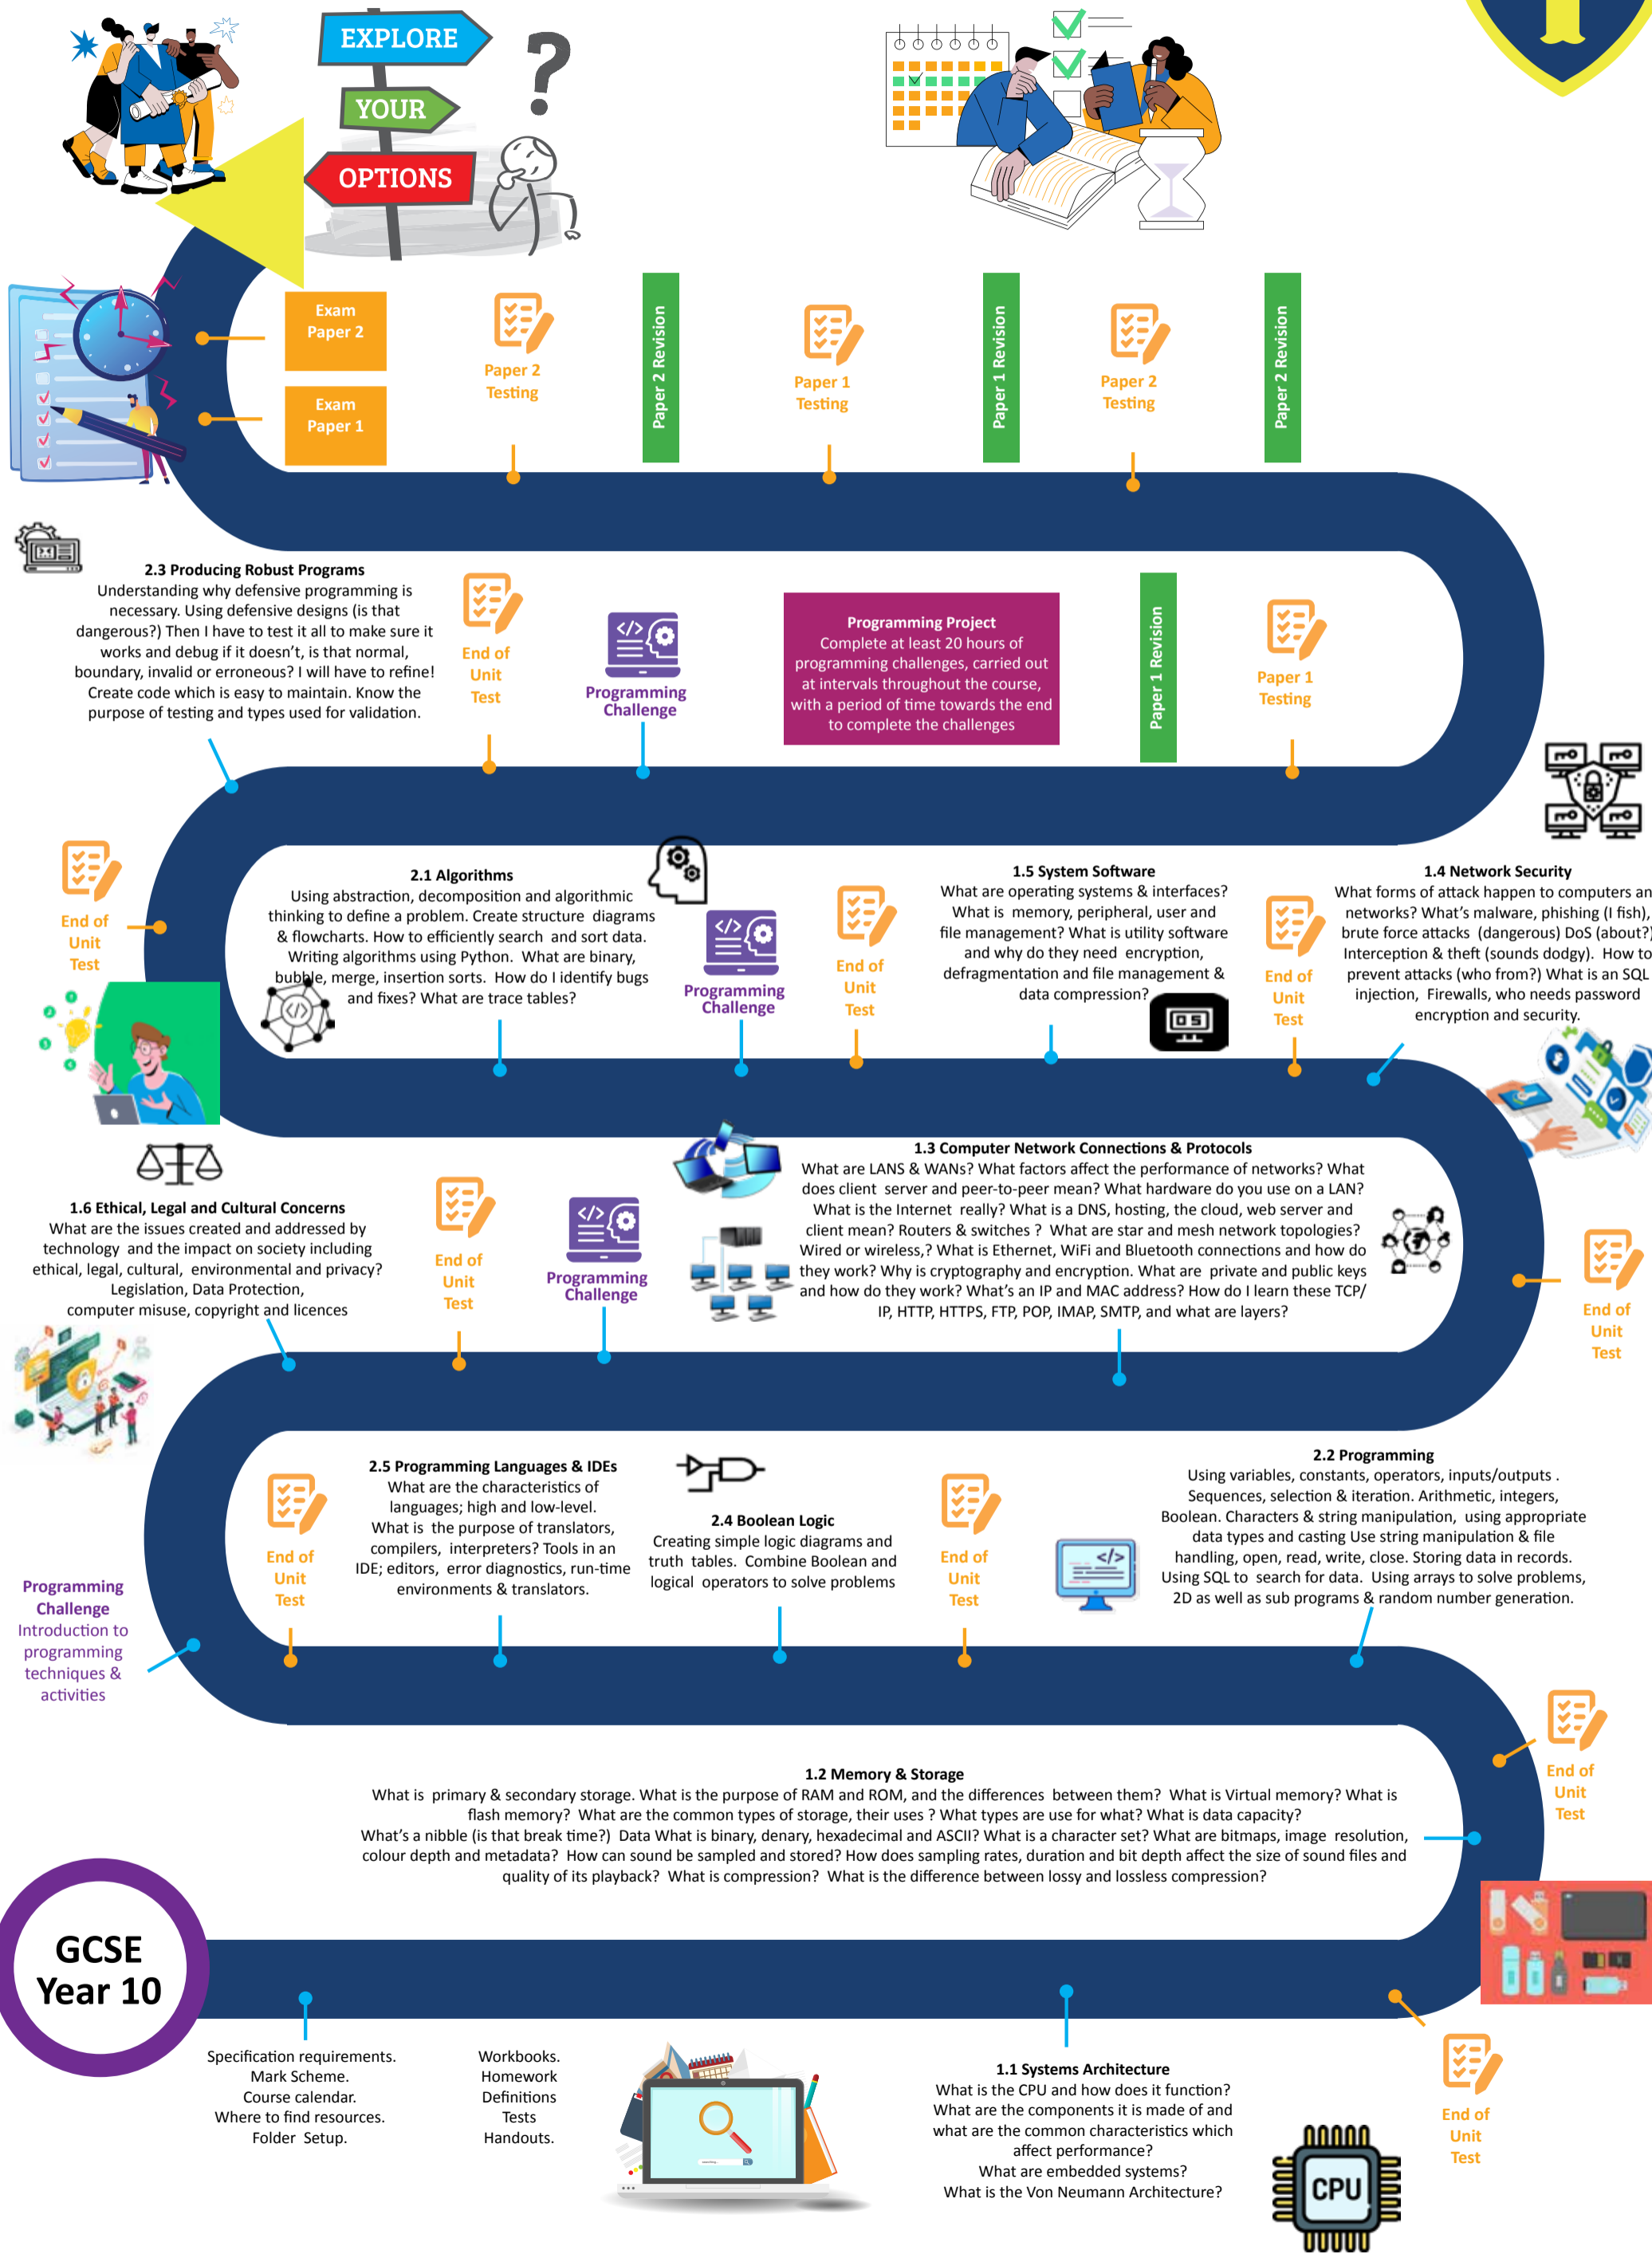 EXPLORE
YOUR
OPTIONS
Exam
Paper 2
Exam
Paper 1
Paper 2
Testing
Paper 2 Revision
Paper 1
Testing
Paper 1 Revision
Paper 2
Testing
Paper 2 Revision
2.3 Producing Robust Programs
Understanding why defensive programming is
necessary. Using defensive designs (is that
dangerous?) Then I have to test it all to make sure it
works and debug if it doesn't, is that normal,
boundary, invalid or erroneous? I will have to refine!
Create code which is easy to maintain. Know the
purpose of testing and types used for validation.
End of
Unit
Test
Programming
Challenge
Programming Project
Complete at least 20 hours of
programming challenges, carried out
at intervals throughout the course,
with a period of time towards the end
to complete the challenges
Paper 1 Revision
Paper 1
Testing
End of
Unit
Test
2.1 Algorithms
Using abstraction, decomposition and algorithmic
thinking to define a problem. Create structure diagrams
& flowcharts. How to efficiently search and sort data.
Writing algorithms using Python. What are binary,
bubble, merge, insertion sorts. How do I identify bugs
and fixes? What are trace tables?
Programming
Challenge
End of
Unit
Test
1.5 System Software
What are operating systems & interfaces?
What is memory, peripheral, user and
file management? What is utility software
and why do they need encryption,
defragmentation and file management &
data compression?
OS
End of
Unit
Test
1.4 Network Security
What forms of attack happen to computers an
networks? What's malware, phishing (I fish),
brute force attacks (dangerous) DoS (about?)
Interception & theft (sounds dodgy). How to
prevent attacks (who from?) What is an SQL
injection, Firewalls, who needs password
encryption and security.
1.6 Ethical, Legal and Cultural Concerns
What are the issues created and addressed by
technology and the impact on society including
ethical, legal, cultural, environmental and privacy?
Legislation, Data Protection,
computer misuse, copyright and licences
End of
Unit
Test
Programming
Challenge
1.3 Computer Network Connections & Protocols
What are LANS & WANs? What factors affect the performance of networks? What
does client server and peer-to-peer mean? What hardware do you use on a LAN?
What is the Internet really? What is a DNS, hosting, the cloud, web server and
client mean? Routers & switches ? What are star and mesh network topologies?
Wired or wireless,? What is Ethernet, WiFi and Bluetooth connections and how do
they work? Why is cryptography and encryption. What are private and public keys
and how do they work? What's an IP and MAC address? How do I learn these TCP/
IP, HTTP, HTTPS, FTP, POP, IMAP, SMTP, and what are layers?
End of
Unit
Test
Programming
Challenge
Introduction to
programming
techniques &
activities
End of
Unit
Test
2.5 Programming Languages & IDEs
What are the characteristics of
languages; high and low-level.
What is the purpose of translators,
compilers, interpreters? Tools in an
IDE; editors, error diagnostics, run-time
environments & translators.
2.4 Boolean Logic
Creating simple logic diagrams and
truth tables. Combine Boolean and
logical operators to solve problems
End of
Unit
Test
2.2 Programming
Using variables, constants, operators, inputs/outputs .
Sequences, selection & iteration. Arithmetic, integers,
Boolean. Characters & string manipulation, using appropriate
data types and casting Use string manipulation & file
handling, open, read, write, close. Storing data in records.
Using SQL to search for data. Using arrays to solve problems,
2D as well as sub programs & random number generation.
End of
Unit
Test
1.2 Memory & Storage
What is primary & secondary storage. What is the purpose of RAM and ROM, and the differences between them? What is Virtual memory? What is
flash memory? What are the common types of storage, their uses ? What types are use for what? What is data capacity?
What's a nibble (is that break time?) Data What is binary, denary, hexadecimal and ASCII? What is a character set? What are bitmaps, image resolution,
colour depth and metadata? How can sound be sampled and stored? How does sampling rates, duration and bit depth affect the size of sound files and
quality of its playback? What is compression? What is the difference between lossy and lossless compression?
GCSE
Year 10
Specification requirements.
Mark Scheme.
Course calendar.
Where to find resources.
Folder Setup.
Workbooks.
Homework
Definitions
Tests
Handouts.
1.1 Systems Architecture
What is the CPU and how does it function?
What are the components it is made of and
what are the common characteristics which
affect performance?
What are embedded systems?
What is the Von Neumann Architecture?
CPU
End of
Unit
Test